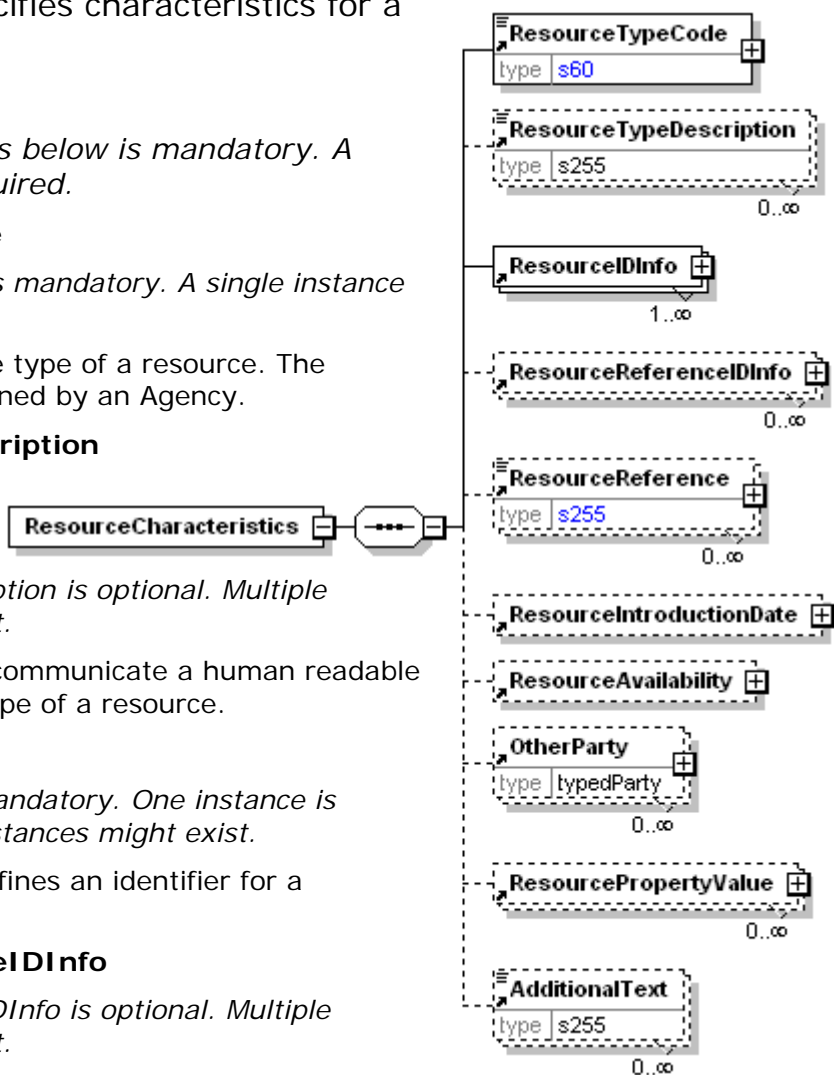 cifies characteristics for a
s below is mandatory. A
uired.
e
s mandatory. A single instance
e type of a resource. The
ned by an Agency.
ription
ption is optional. Multiple
t.
communicate a human readable
pe of a resource.
andatory. One instance is
stances might exist.
fines an identifier for a
eIDInfo
DInfo is optional. Multiple
t.
ResourceCharacteristics
ResourceTypeCode
type s60
ResourceTypeDescription
type s255
0..∞
ResourceIDInfo
1..∞
ResourceReferenceIDInfo
0..∞
ResourceReference
type s255
0..∞
ResourceIntroductionDate
ResourceAvailability
OtherParty
type typedParty
0..∞
ResourcePropertyValue
0..∞
AdditionalText
type s255
0..∞